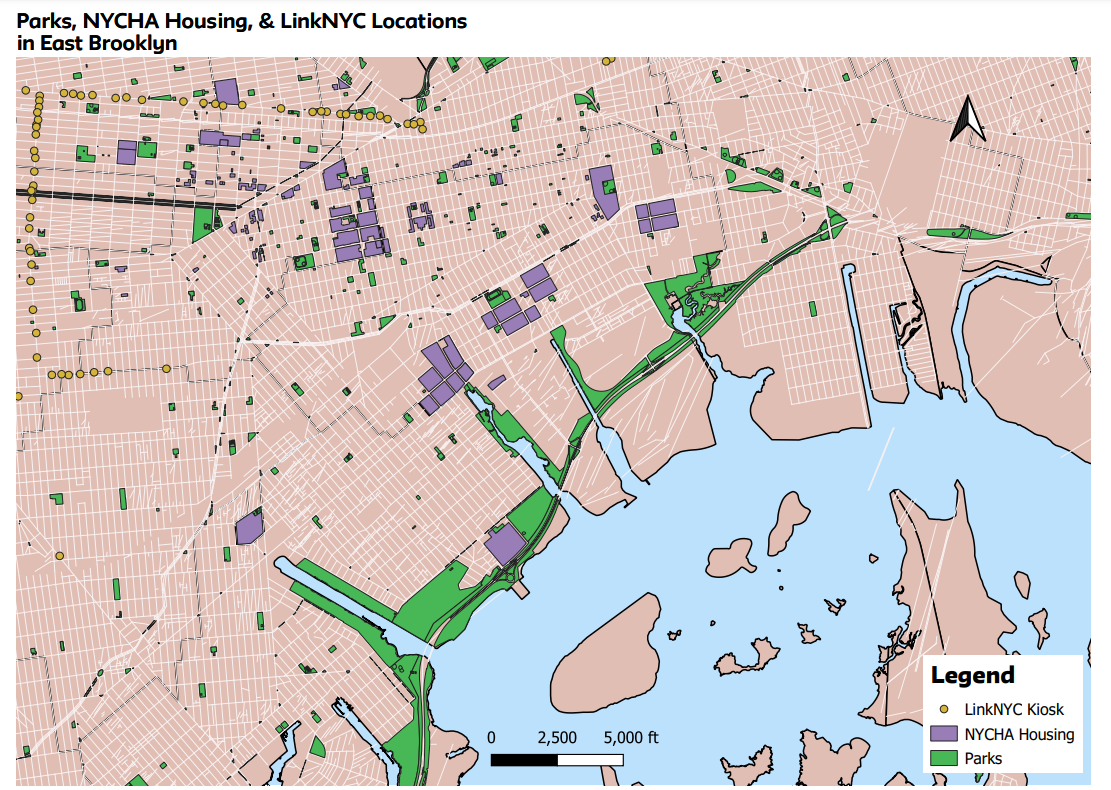 Parks, NYCHA Housing, & LinkNYC Locations
in East Brooklyn
0 2,500 5,000 ft
Legend
LinkNYC Kiosk
NYCHA Housing
Parks